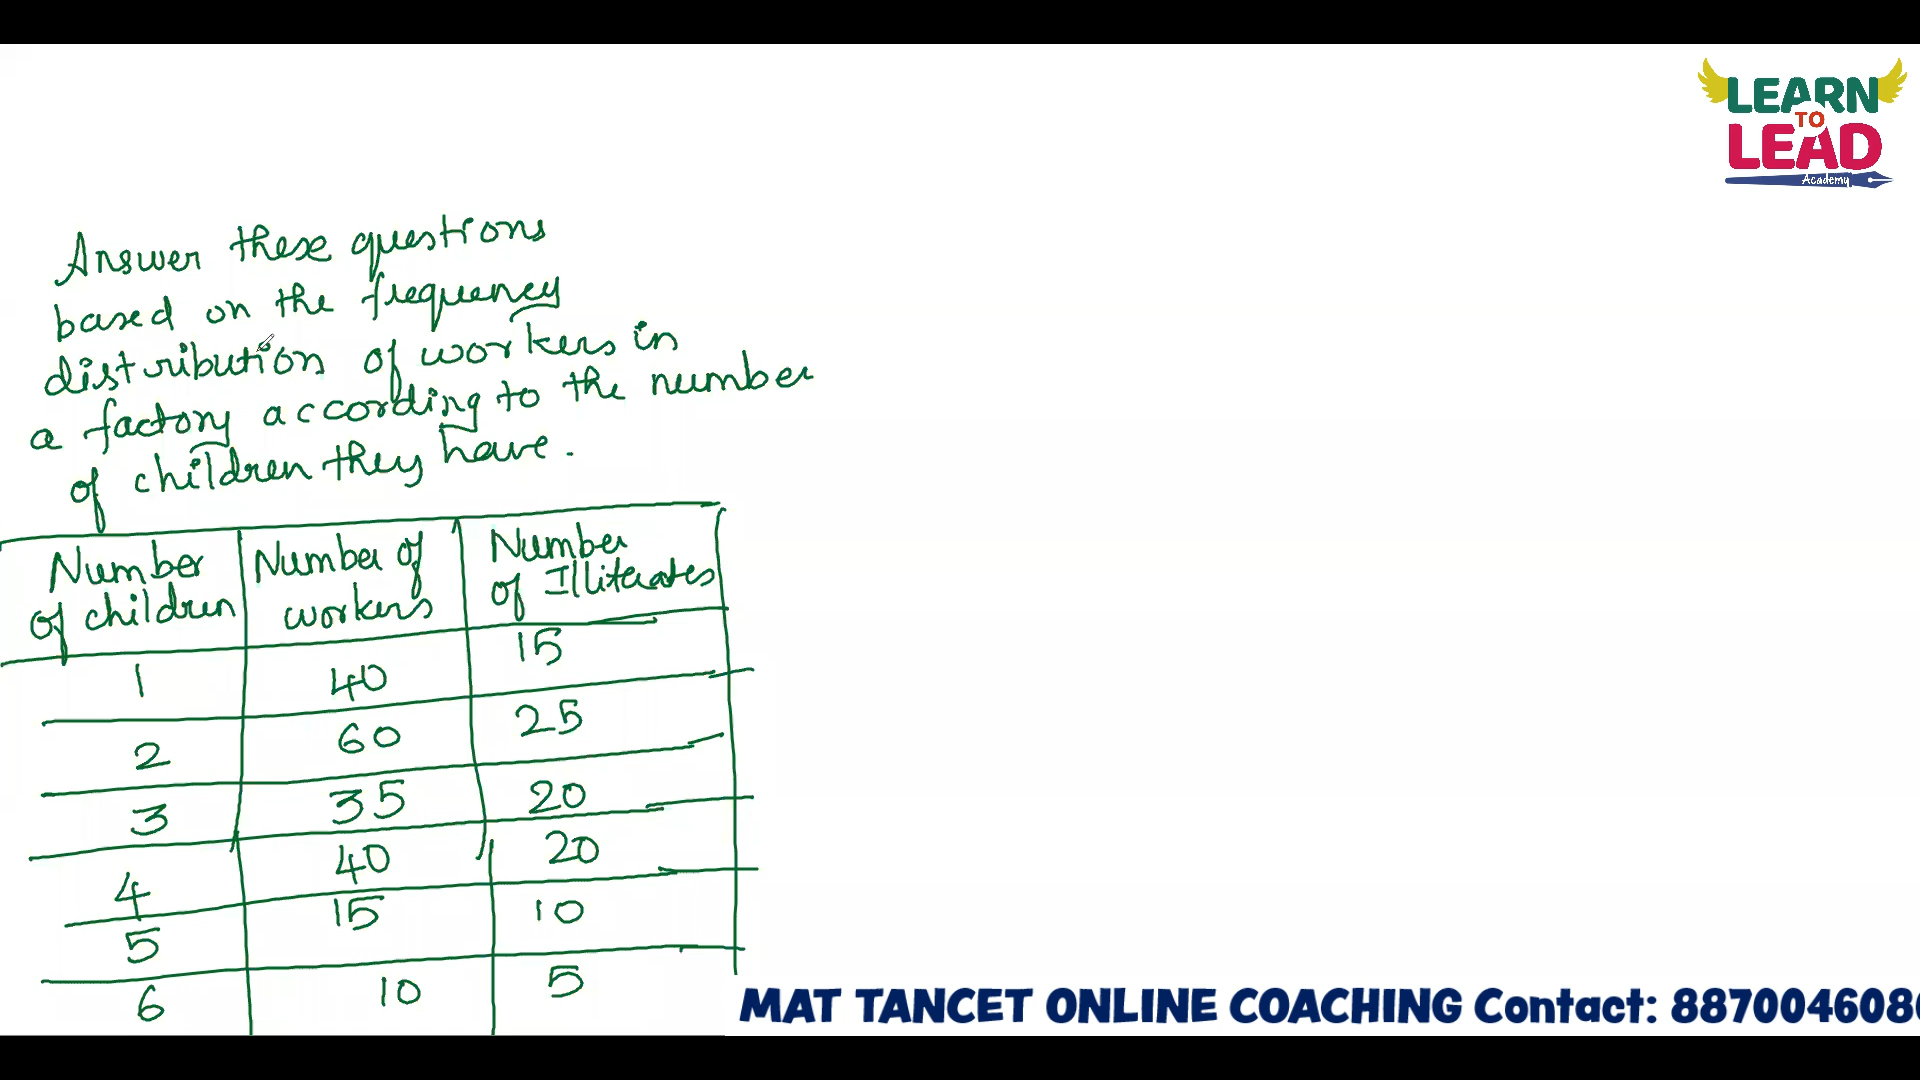 LEARN
TO
LEAD
Academy
Answer these questions
based on the frequency
distribution of workers in
a factory according to the number
of children they have.
Number of children Number of workers Number of Illiterates
1 40 15
2 60 25
3 35 20
4 40 20
5 15 10
6 10 5
MAT TANCET ONLINE COACHING Contact: 887004608